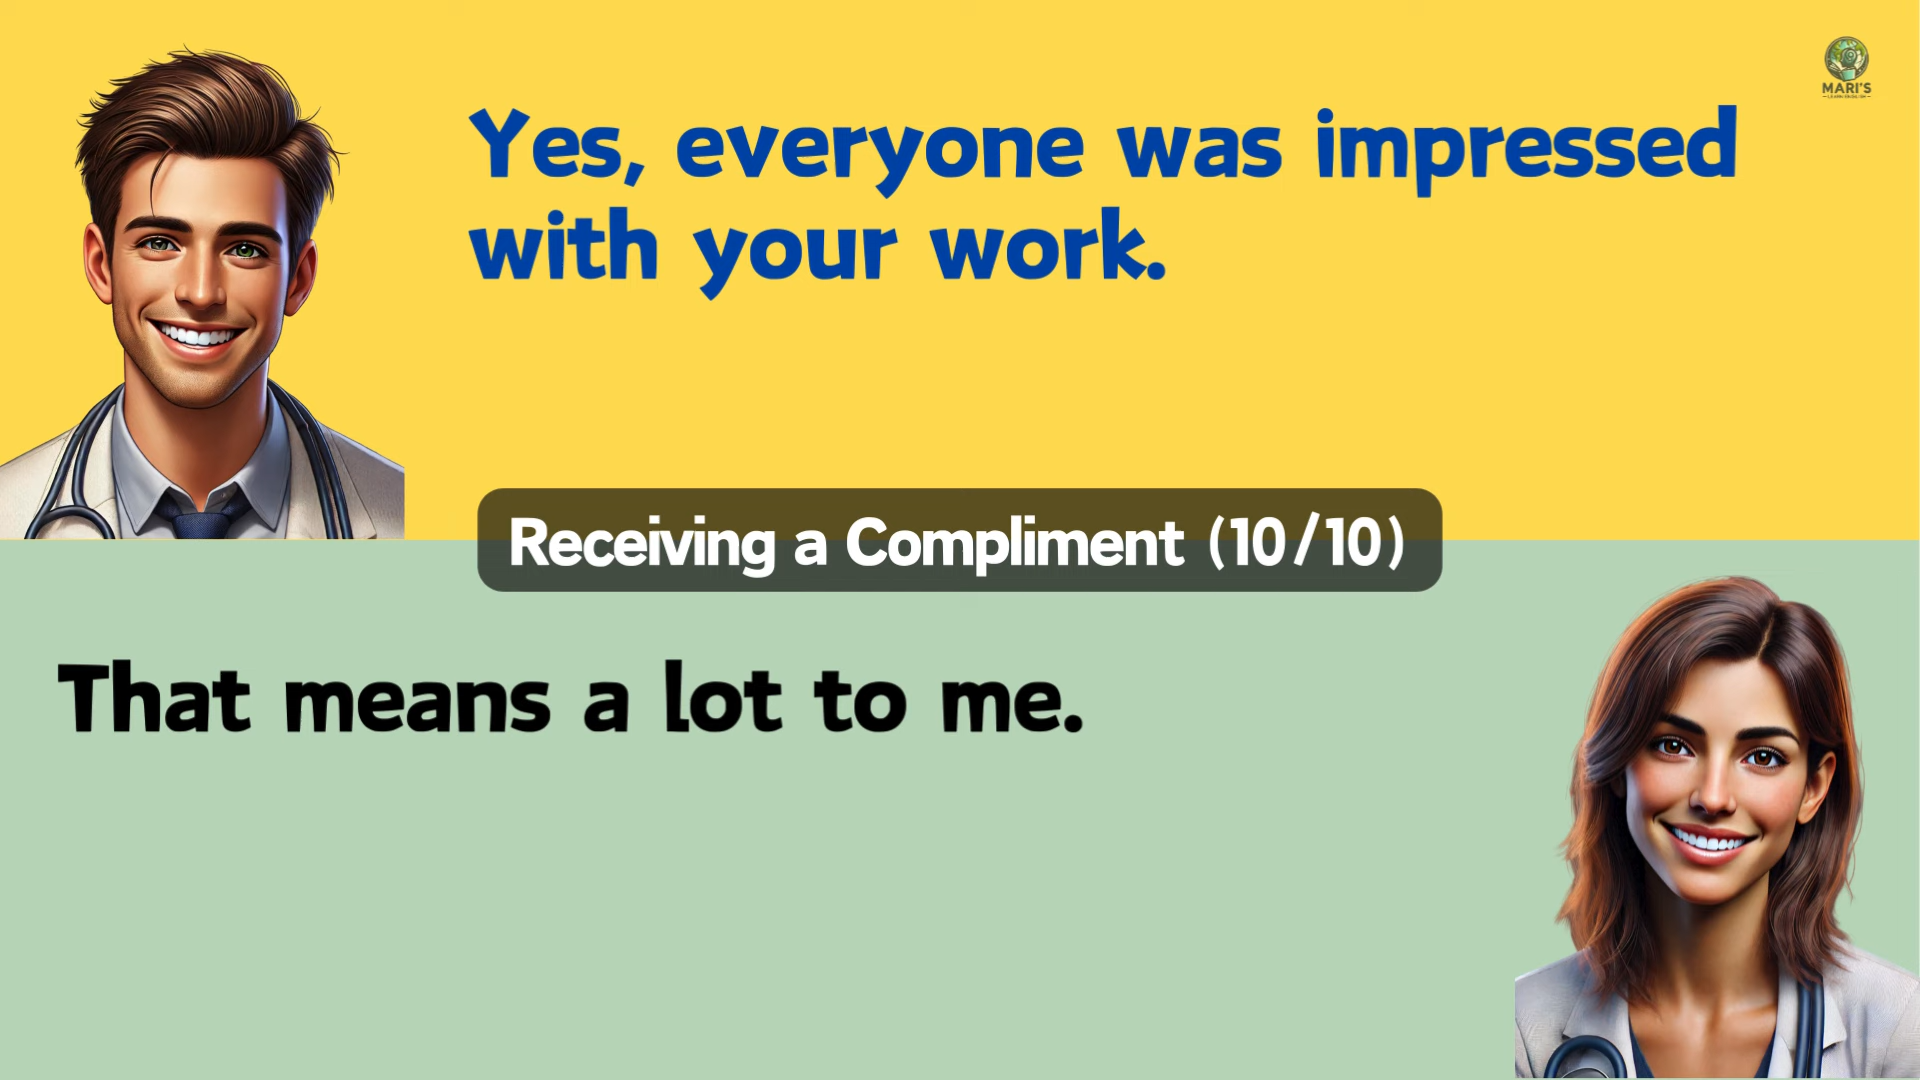 MARI'S
Yes, everyone was impressed
with your work.
Receiving a Compliment (10/10)
That means a lot to me.